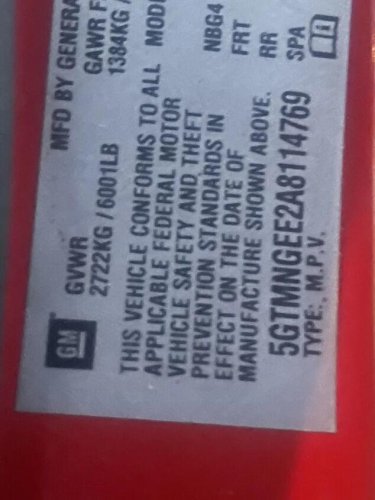 MFD BY GENERA
GAWR F
1384KG /
GM
GVWR
2722KG / 6001LB
THIS VEHICLE CONFORMS TO ALL
APPLICABLE FEDERAL MOTOR
VEHICLE SAFETY AND THEFT
PREVENTION STANDARDS IN
EFFECT ON THE DATE OF
MANUFACTURE SHOWN ABOVE.
5GTMNGEE2A8114769
TYPE:. M.P.V.
MODE
NBG4
FRT
RR
SPA